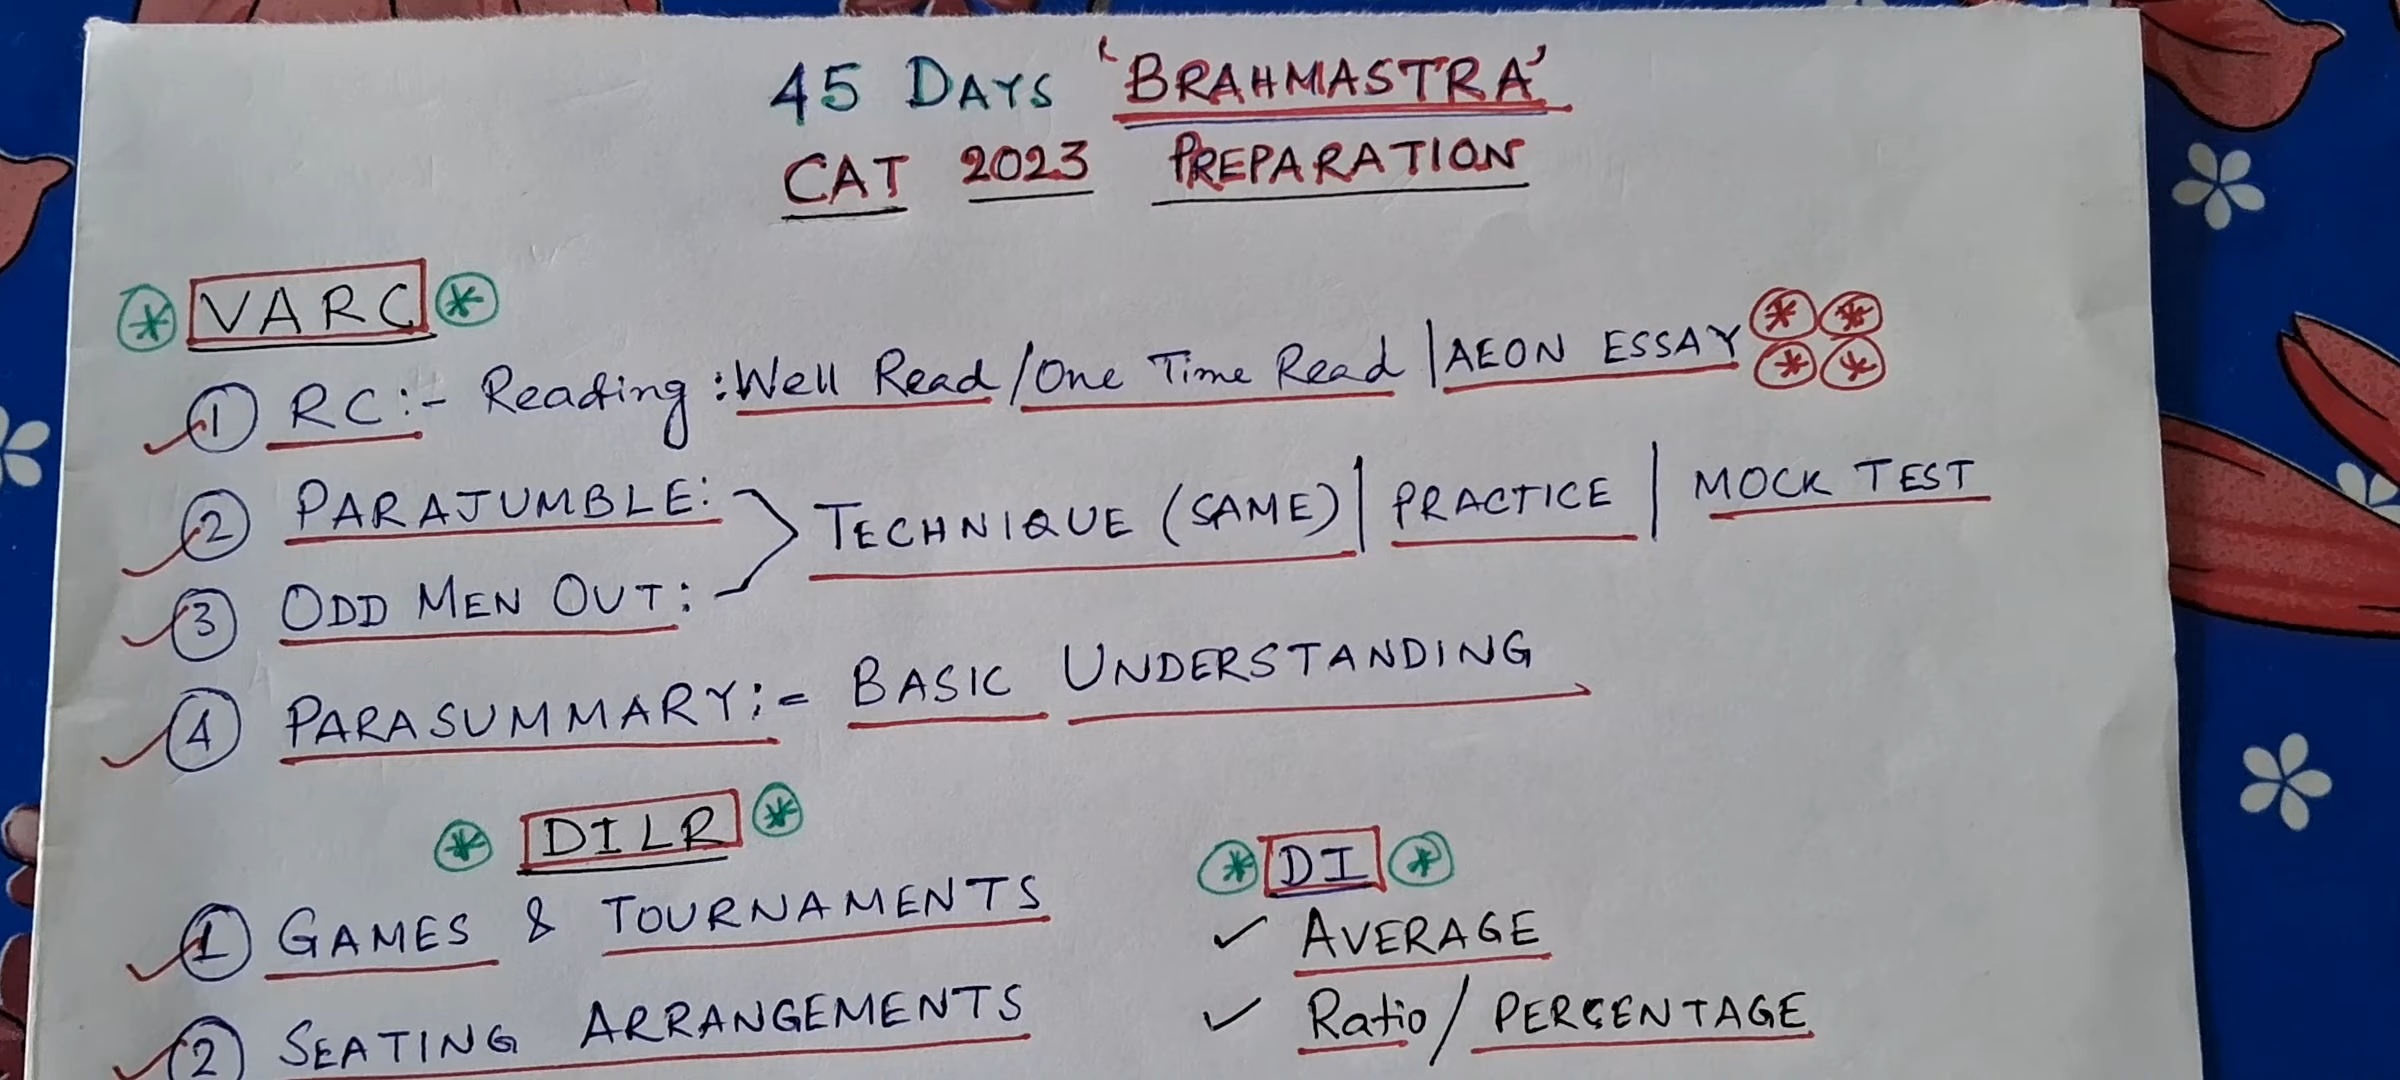 45 DAYS 'BRAHMASTRA'
CAT 2023 PREPARATION
* VARC *
1 RC:- Reading: Well Read / One Time Read | AEON ESSAY * * * *
2 PARAJUMBLE:
TECHNIQUE (SAME) | PRACTICE | MOCK TEST
3 ODD MEN OUT:
4 PARASUMMARY:- BASIC UNDERSTANDING
* DILR *
1 GAMES & TOURNAMENTS
2 SEATING ARRANGEMENTS
* DI *
✓ AVERAGE
✓ Ratio / PERCENTAGE